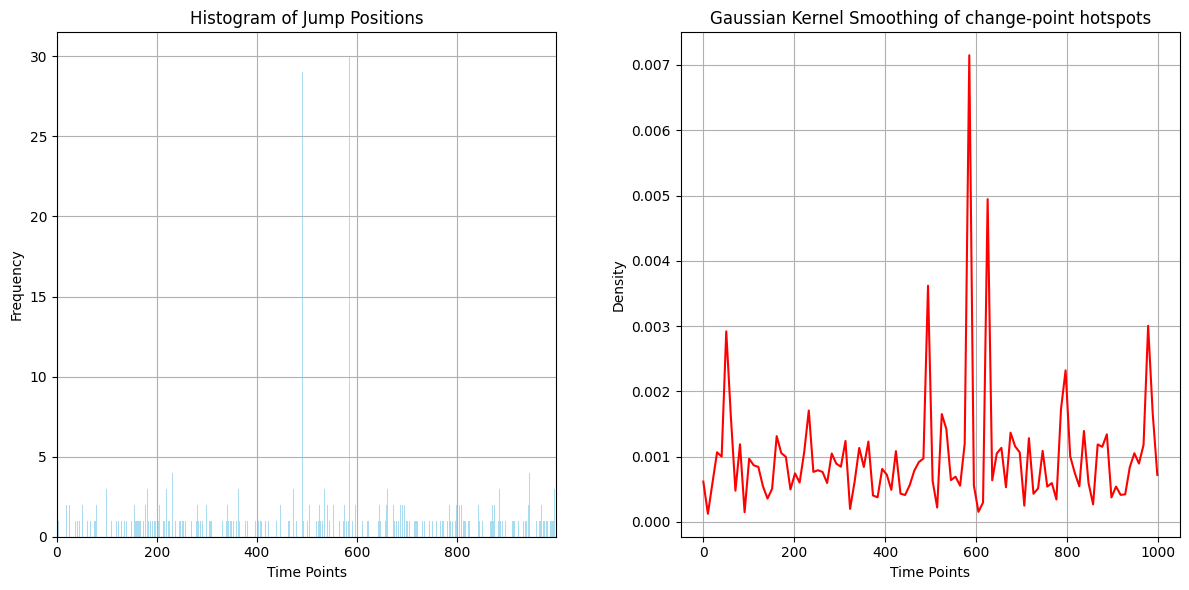 Histogram of Jump Positions
30
25
20
15
10
5
0
Frequency
0 200 400 600 800
Time Points
Gaussian Kernel Smoothing of change-point hotspots
0.007
0.006
0.005
0.004
0.003
0.002
0.001
0.000
Density
0 200 400 600 800 1000
Time Points